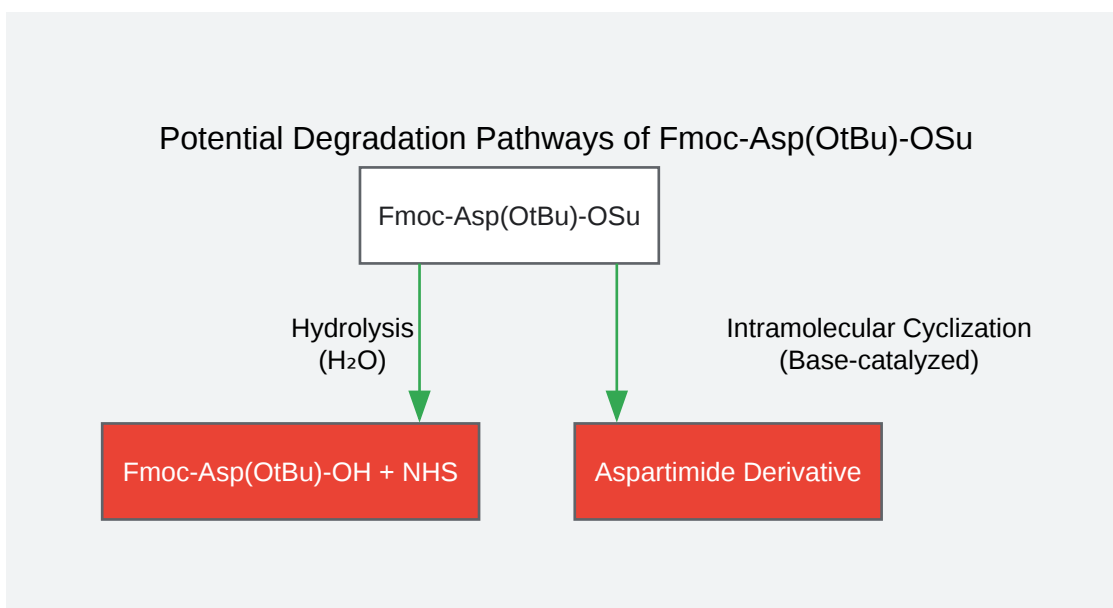 Potential Degradation Pathways of Fmoc-Asp(OtBu)-OSu
Fmoc-Asp(OtBu)-OSu
Hydrolysis
(H₂O)
Intramolecular Cyclization
(Base-catalyzed)
Fmoc-Asp(OtBu)-OH + NHS
Aspartimide Derivative